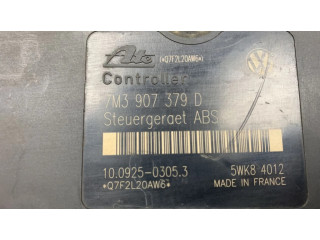 Ate
(*Q7F2L20AW6*)
Controller
7M3 907 379 D
Steuergeraet ABS
10.0925-0305.3
5WK8 4012
*Q7F2L20AW6*
MADE IN FRANCE